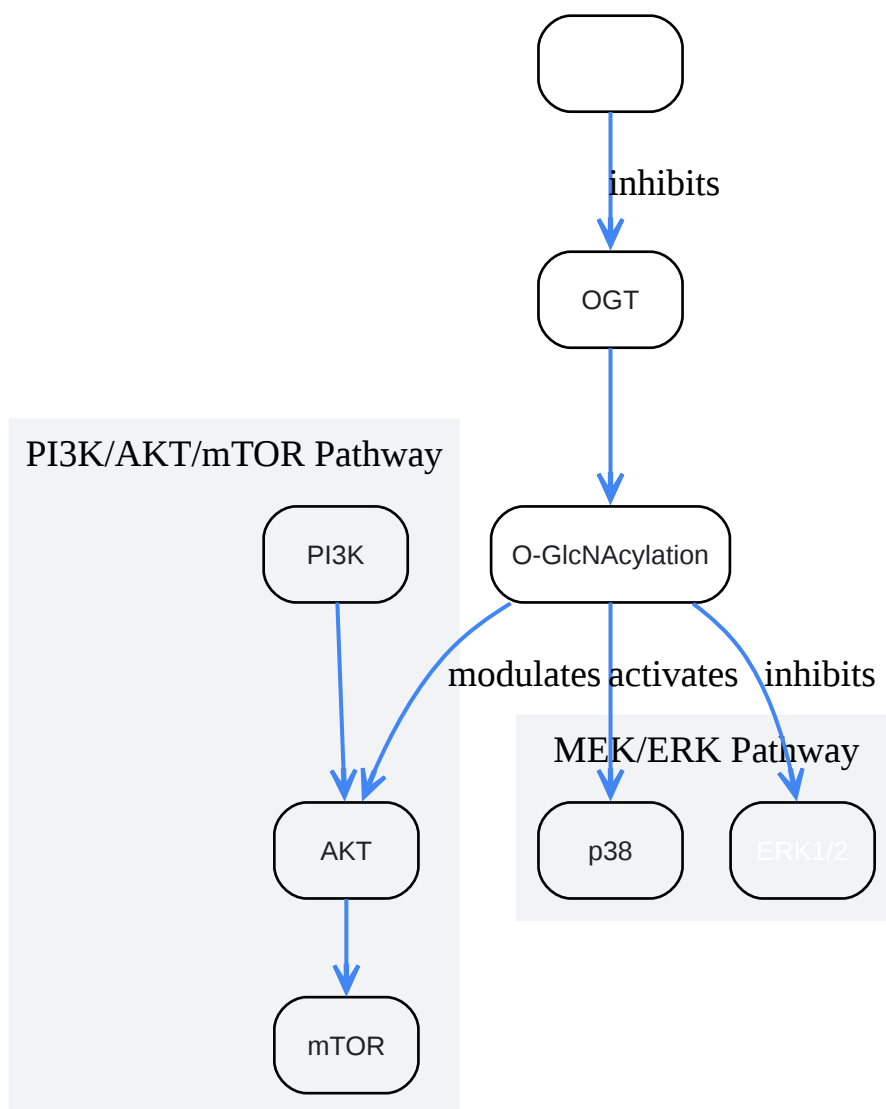 inhibits
OGT
PI3K/AKT/mTOR Pathway
PI3K
O-GlcNAcylation
modulates
activates
inhibits
MEK/ERK Pathway
AKT
p38
ERK1/2
mTOR